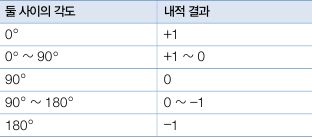 둘 사이의 각도 내적 결과
0° +1
0° ~ 90° +1 ~ 0
90° 0
90° ~ 180° 0 ~ –1
180° –1